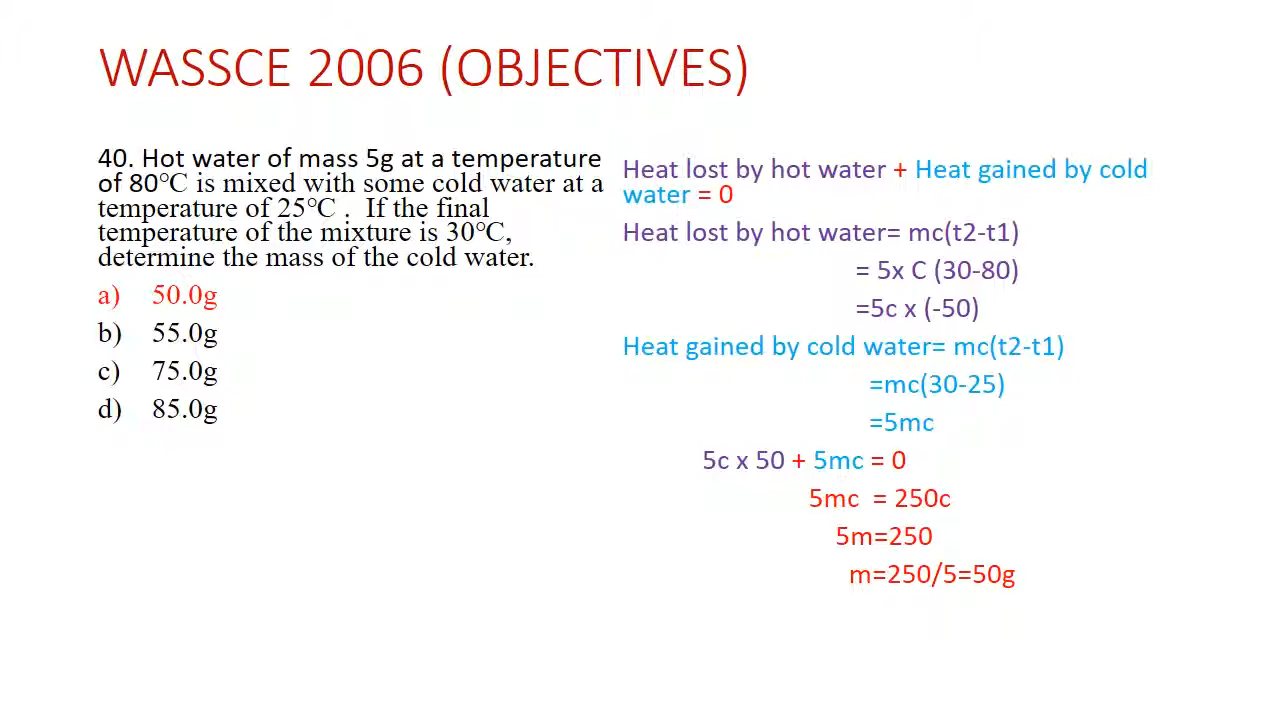 WASSCE 2006 (OBJECTIVES)
40. Hot water of mass 5g at a temperature
of 80℃ is mixed with some cold water at a
temperature of 25℃ . If the final
temperature of the mixture is 30℃,
determine the mass of the cold water.
a) 50.0g
b) 55.0g
c) 75.0g
d) 85.0g
Heat lost by hot water + Heat gained by cold
water = 0
Heat lost by hot water= mc(t2-t1)
= 5x C (30-80)
=5c x (-50)
Heat gained by cold water= mc(t2-t1)
=mc(30-25)
=5mc
5c x 50 + 5mc = 0
5mc = 250c
5m=250
m=250/5=50g